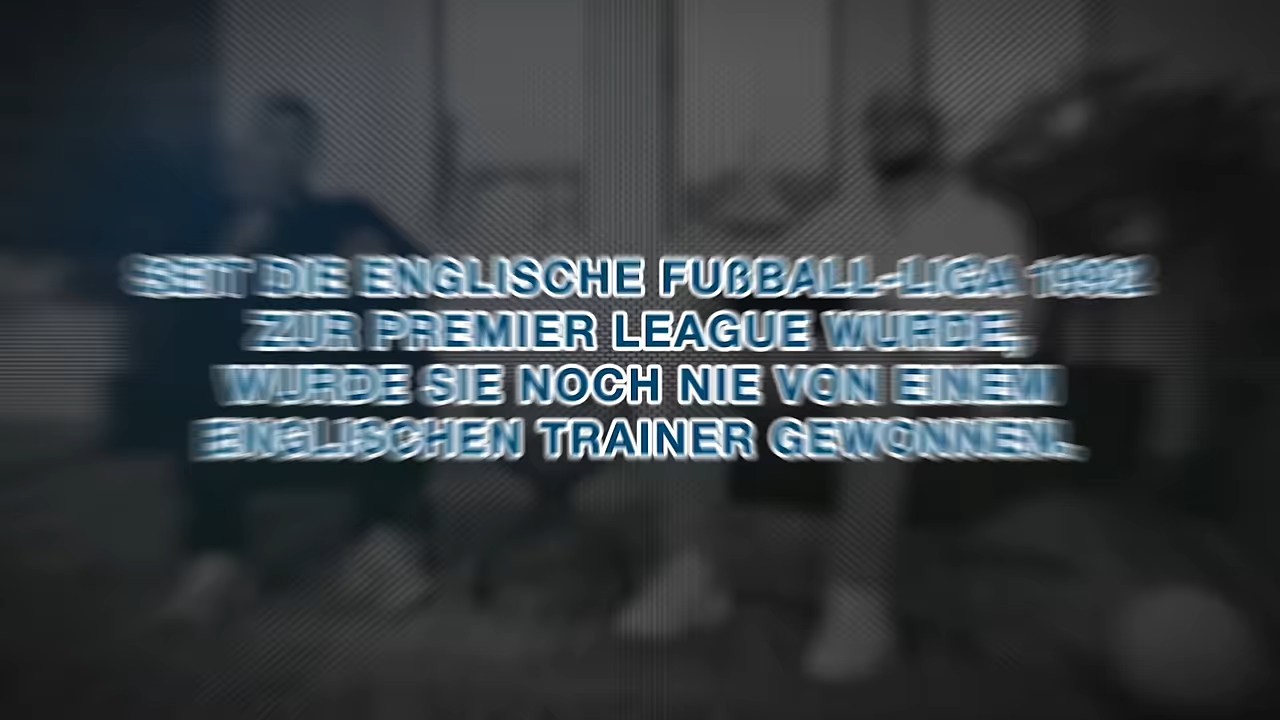 SEIT DIE ENGLISCHE FUßBALL-LIGA 1992
ZUR PREMIER LEAGUE WURDE,
WURDE SIE NOCH NIE VON EINEM
ENGLISCHEN TRAINER GEWONNEN.